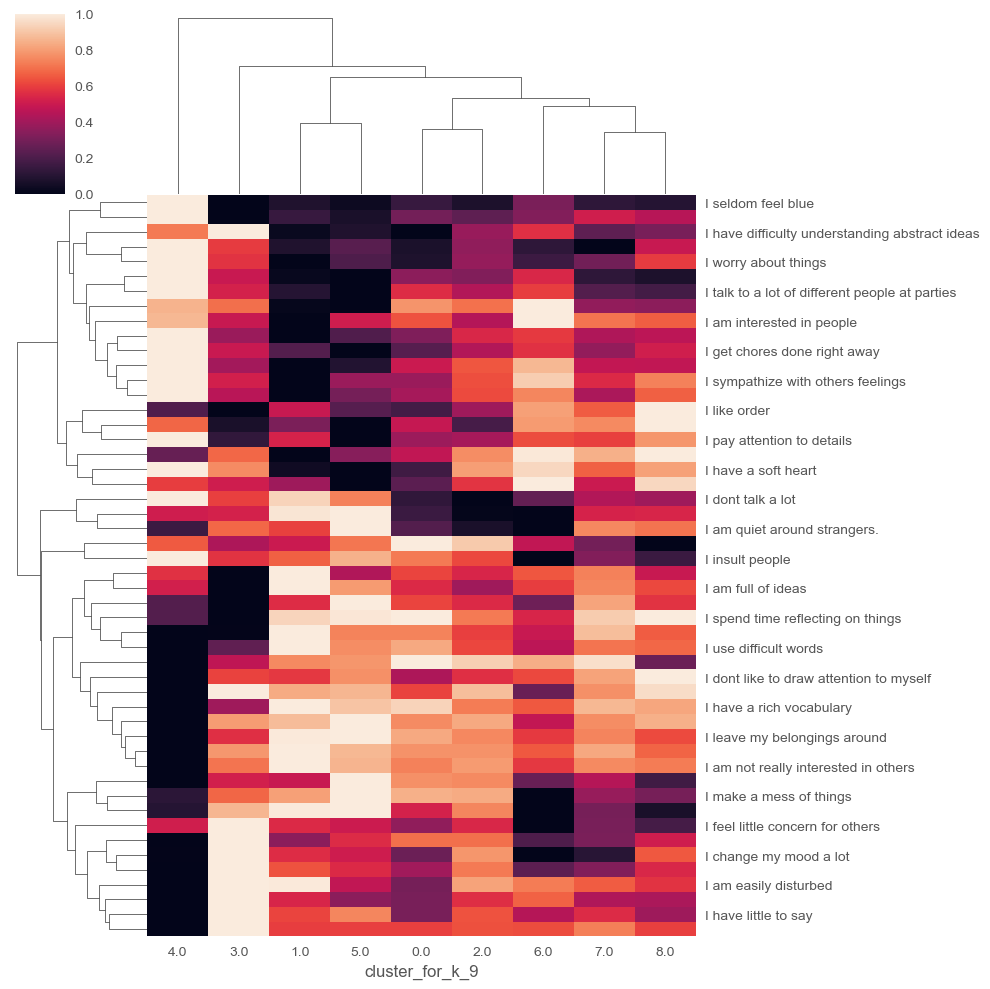 1.0
0.8
0.6
0.4
0.2
0.0
I seldom feel blue
I have difficulty understanding abstract ideas
I worry about things
I talk to a lot of different people at parties
I am interested in people
I get chores done right away
I sympathize with others feelings
I like order
I pay attention to details
I have a soft heart
I dont talk a lot
I am quiet around strangers.
I insult people
I am full of ideas
I spend time reflecting on things
I use difficult words
I dont like to draw attention to myself
I have a rich vocabulary
I leave my belongings around
I am not really interested in others
I make a mess of things
I feel little concern for others
I change my mood a lot
I am easily disturbed
I have little to say
4.0 3.0 1.0 5.0 0.0 2.0 6.0 7.0 8.0
cluster_for_k_9